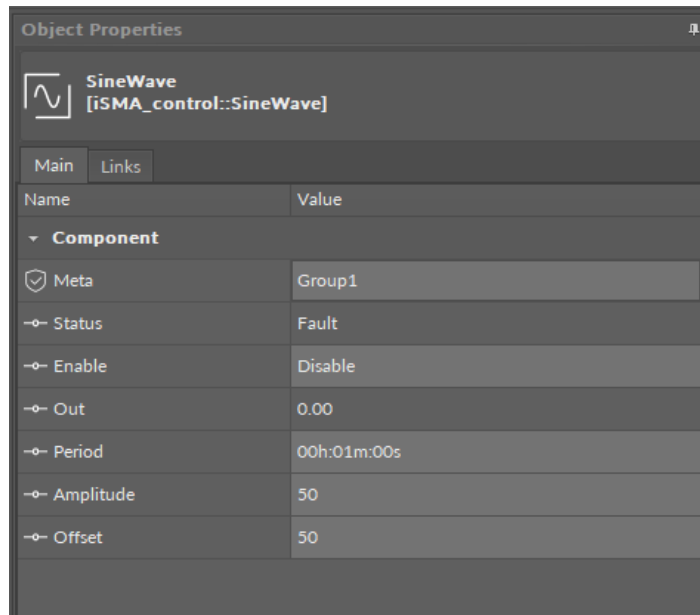 Object Properties
SineWave
[iSMA_control::SineWave]
Main Links
Name Value
Component
Meta Group1
Status Fault
Enable Disable
Out 0.00
Period 00h:01m:00s
Amplitude 50
Offset 50